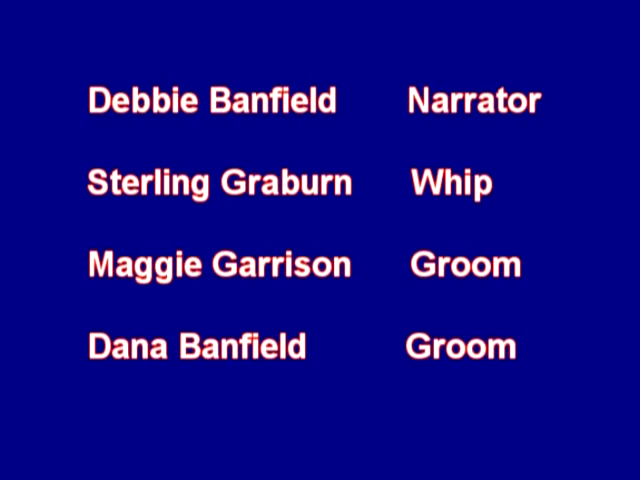 Debbie Banfield Narrator
Sterling Graburn Whip
Maggie Garrison Groom
Dana Banfield Groom